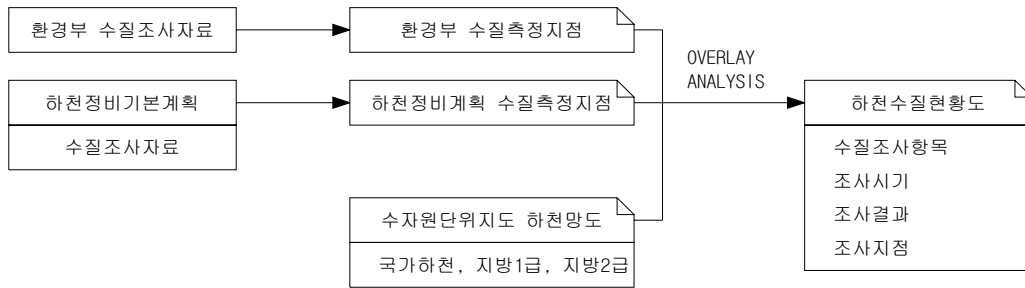 환경부 수질조사자료
환경부 수질측정지점
OVERLAY
ANALYSIS
하천정비기본계획
수질조사자료
하천정비계획 수질측정지점
하천수질현황도
수질조사항목
조사시기
조사결과
조사지점
수자원단위지도 하천망도
국가하천, 지방1급, 지방2급